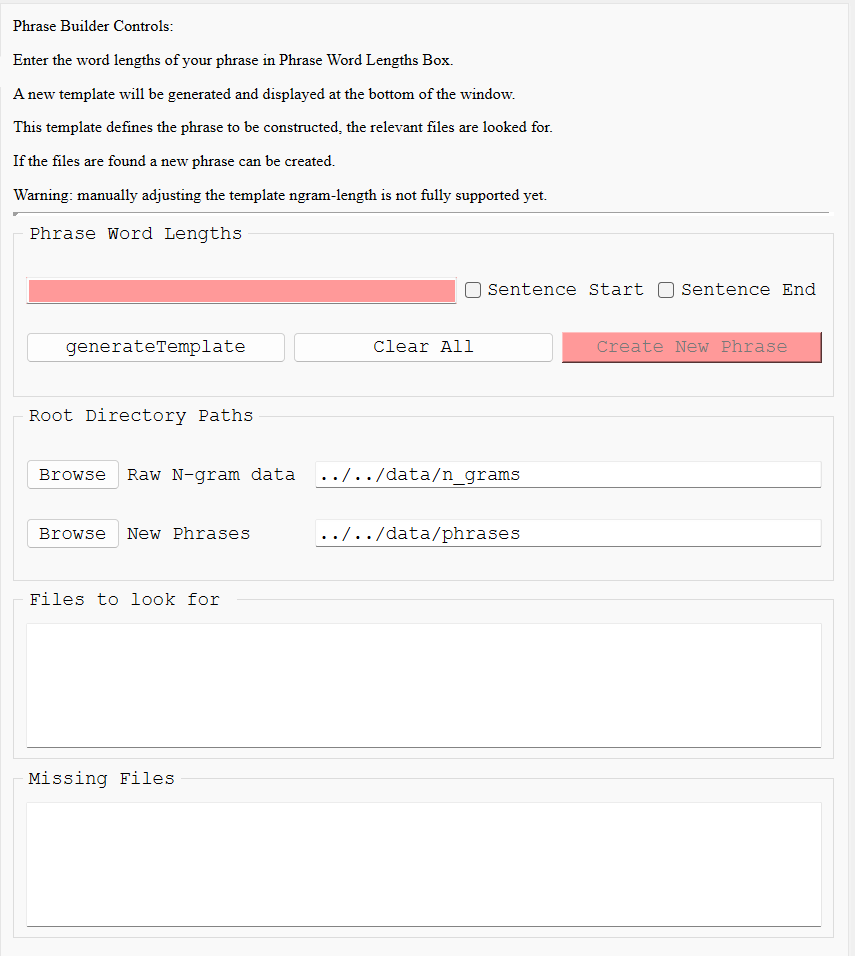 Phrase Builder Controls:
Enter the word lengths of your phrase in Phrase Word Lengths Box.
A new template will be generated and displayed at the bottom of the window.
This template defines the phrase to be constructed, the relevant files are looked for.
If the files are found a new phrase can be created.
Warning: manually adjusting the template ngram-length is not fully supported yet.
Phrase Word Lengths
Sentence Start Sentence End
generateTemplate Clear All Create New Phrase
Root Directory Paths
Browse Raw N-gram data ../../data/n_grams
Browse New Phrases ../../data/phrases
Files to look for
Missing Files